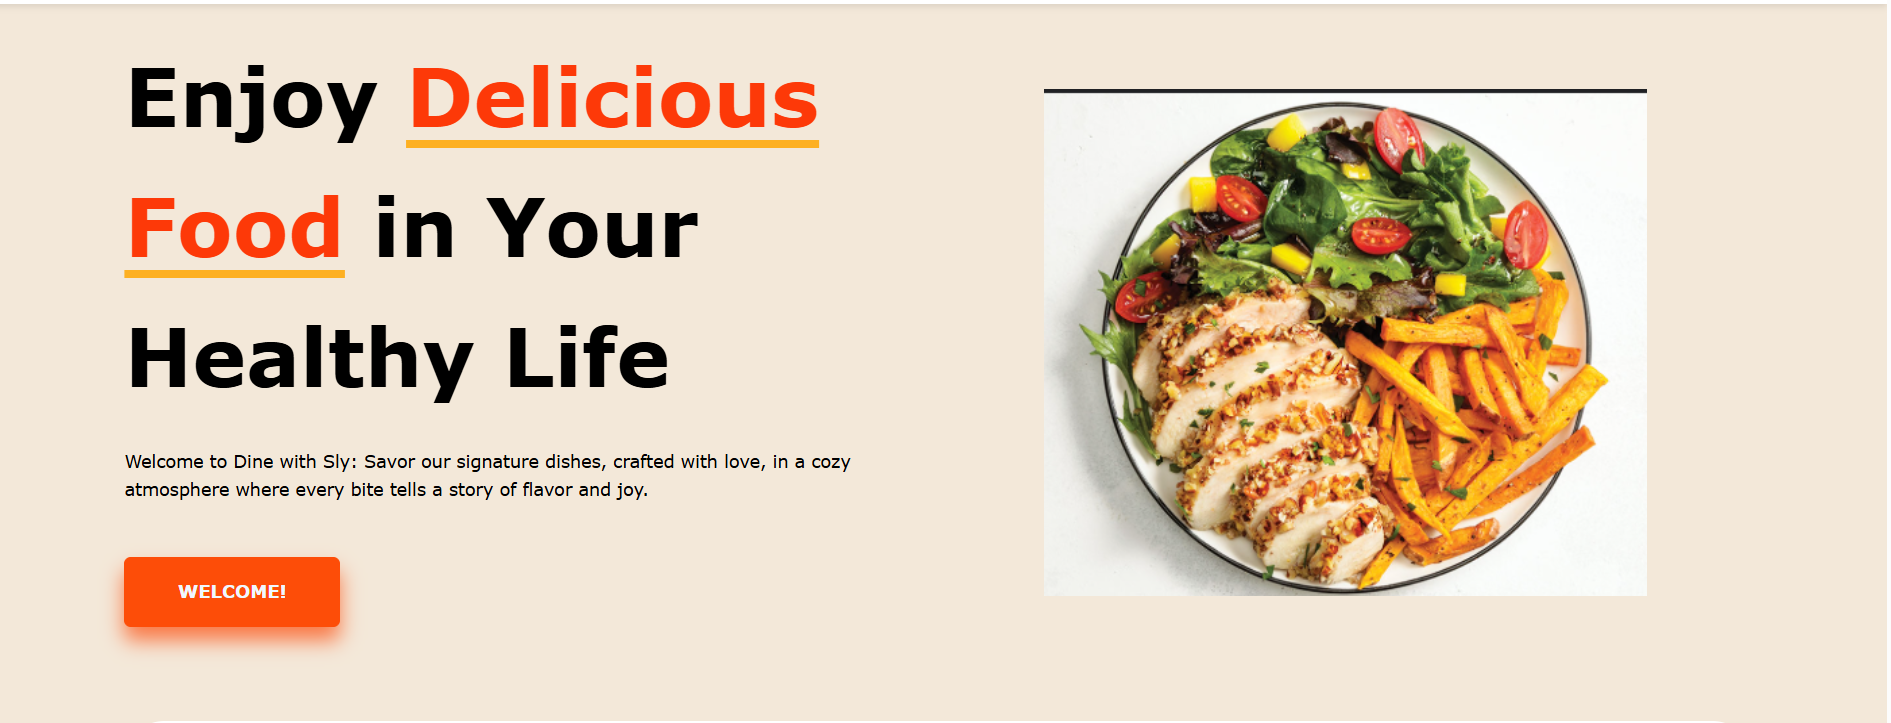 Enjoy Delicious
Food in Your
Healthy Life
Welcome to Dine with Sly: Savor our signature dishes, crafted with love, in a cozy
atmosphere where every bite tells a story of flavor and joy.
WELCOME!